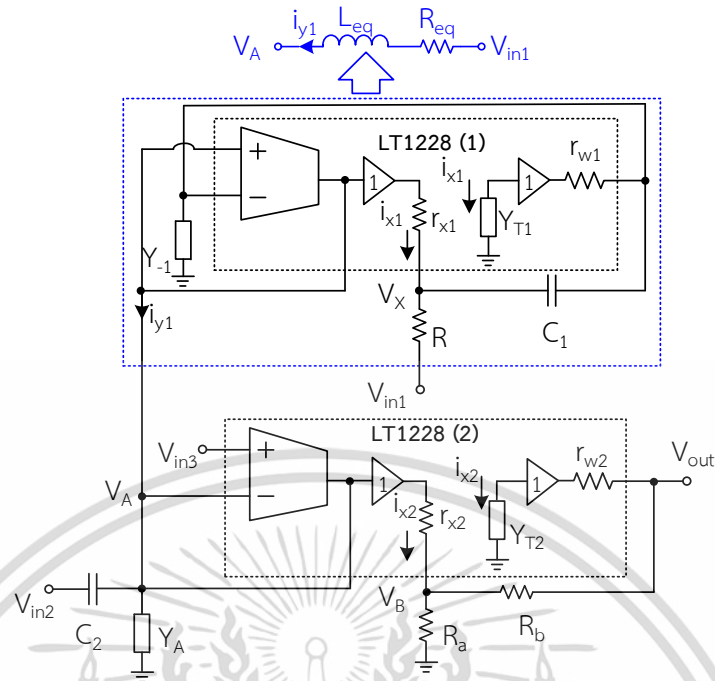 i_y1 L_eq R_eq
V_A V_in1
LT1228 (1)
+ 1 i_x1 1 r_w1
− i_x1 r_x1 Y_T1
Y_-1
i_y1 V_X C_1
R
V_in1
LT1228 (2)
V_in3 + 1 i_x2 1 r_w2 V_out
V_A − i_x2 r_x2 Y_T2
V_in2 C_2 Y_A V_B R_a R_b